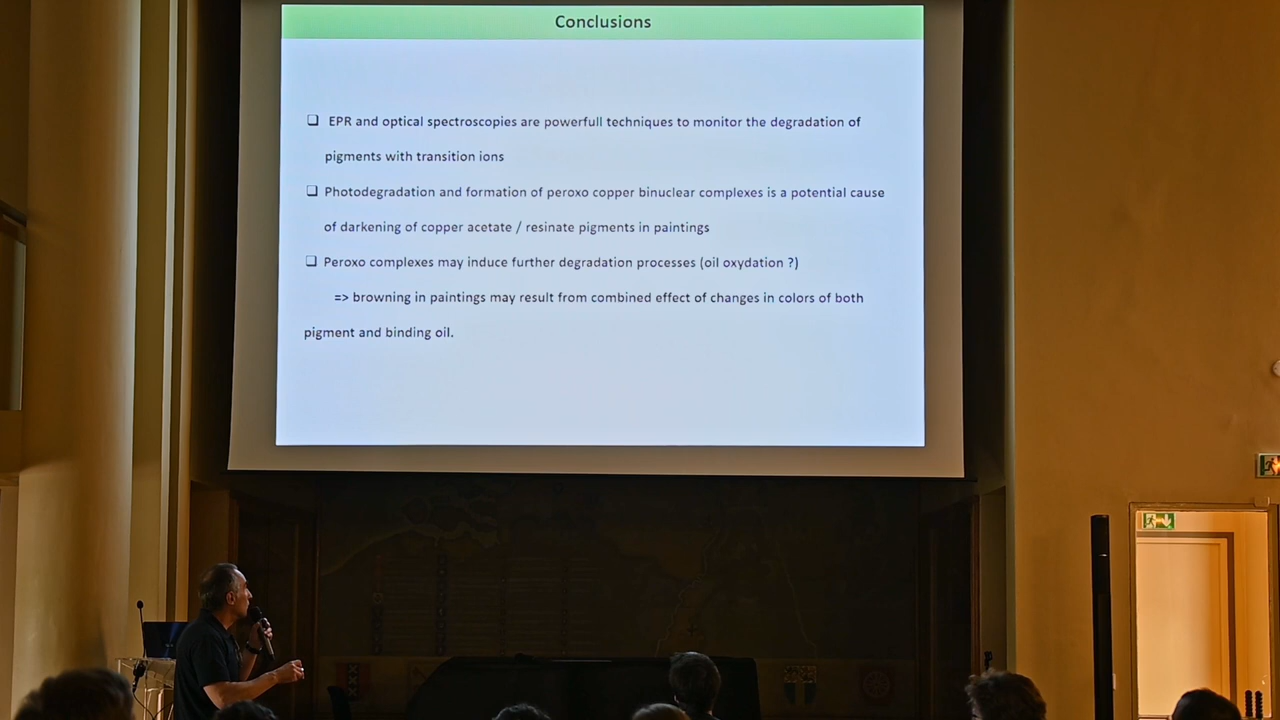 Conclusions
❑ EPR and optical spectroscopies are powerfull techniques to monitor the degradation of
pigments with transition ions
❑ Photodegradation and formation of peroxo copper binuclear complexes is a potential cause
of darkening of copper acetate / resinate pigments in paintings
❑ Peroxo complexes may induce further degradation processes (oil oxydation ?)
=> browning in paintings may result from combined effect of changes in colors of both
pigment and binding oil.